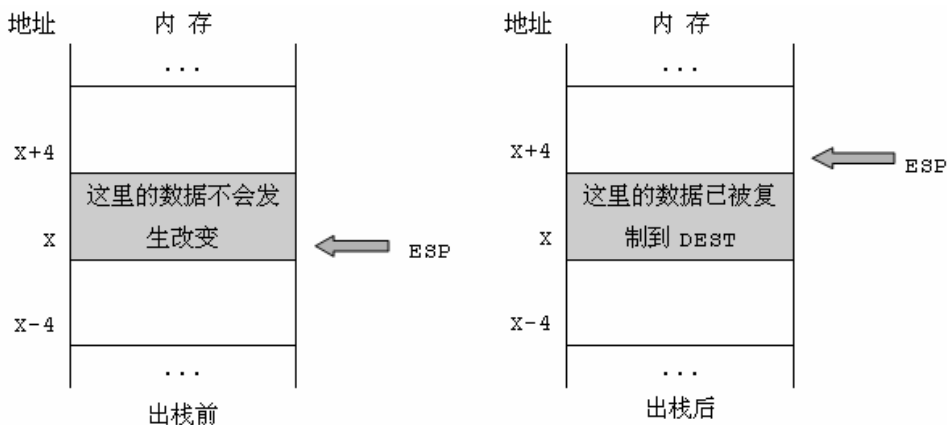 地址 内 存
...
X+4
这里的数据不会发
X 生改变
ESP
X-4
...
出栈前
地址 内 存
...
X+4
ESP
这里的数据已被复
X 制到 DEST
X-4
...
出栈后